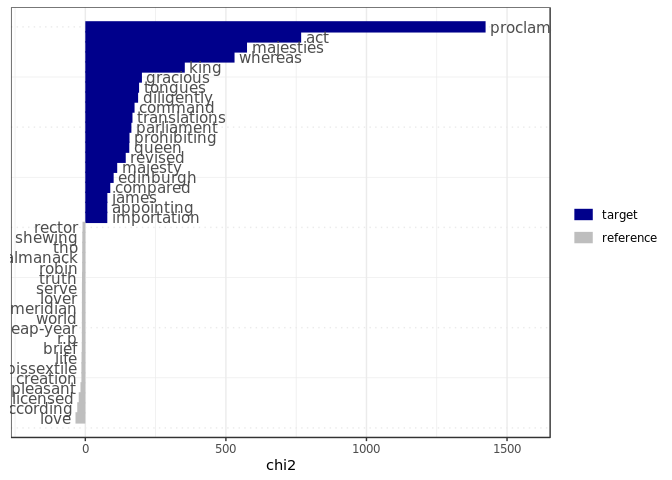 proclam
act
majesties
whereas
king
gracious
tongues
diligently
command
translations
parliament
prohibiting
queen
revised
majesty
edinburgh
compared
james
appointing
importation
rector
shewing
tho
almanack
robin
truth
serve
lover
meridian
world
eap-year
r.p
brief
life
bissextile
creation
pleasant
licensed
ccording
love
target
reference
0 500 1000 1500
chi2